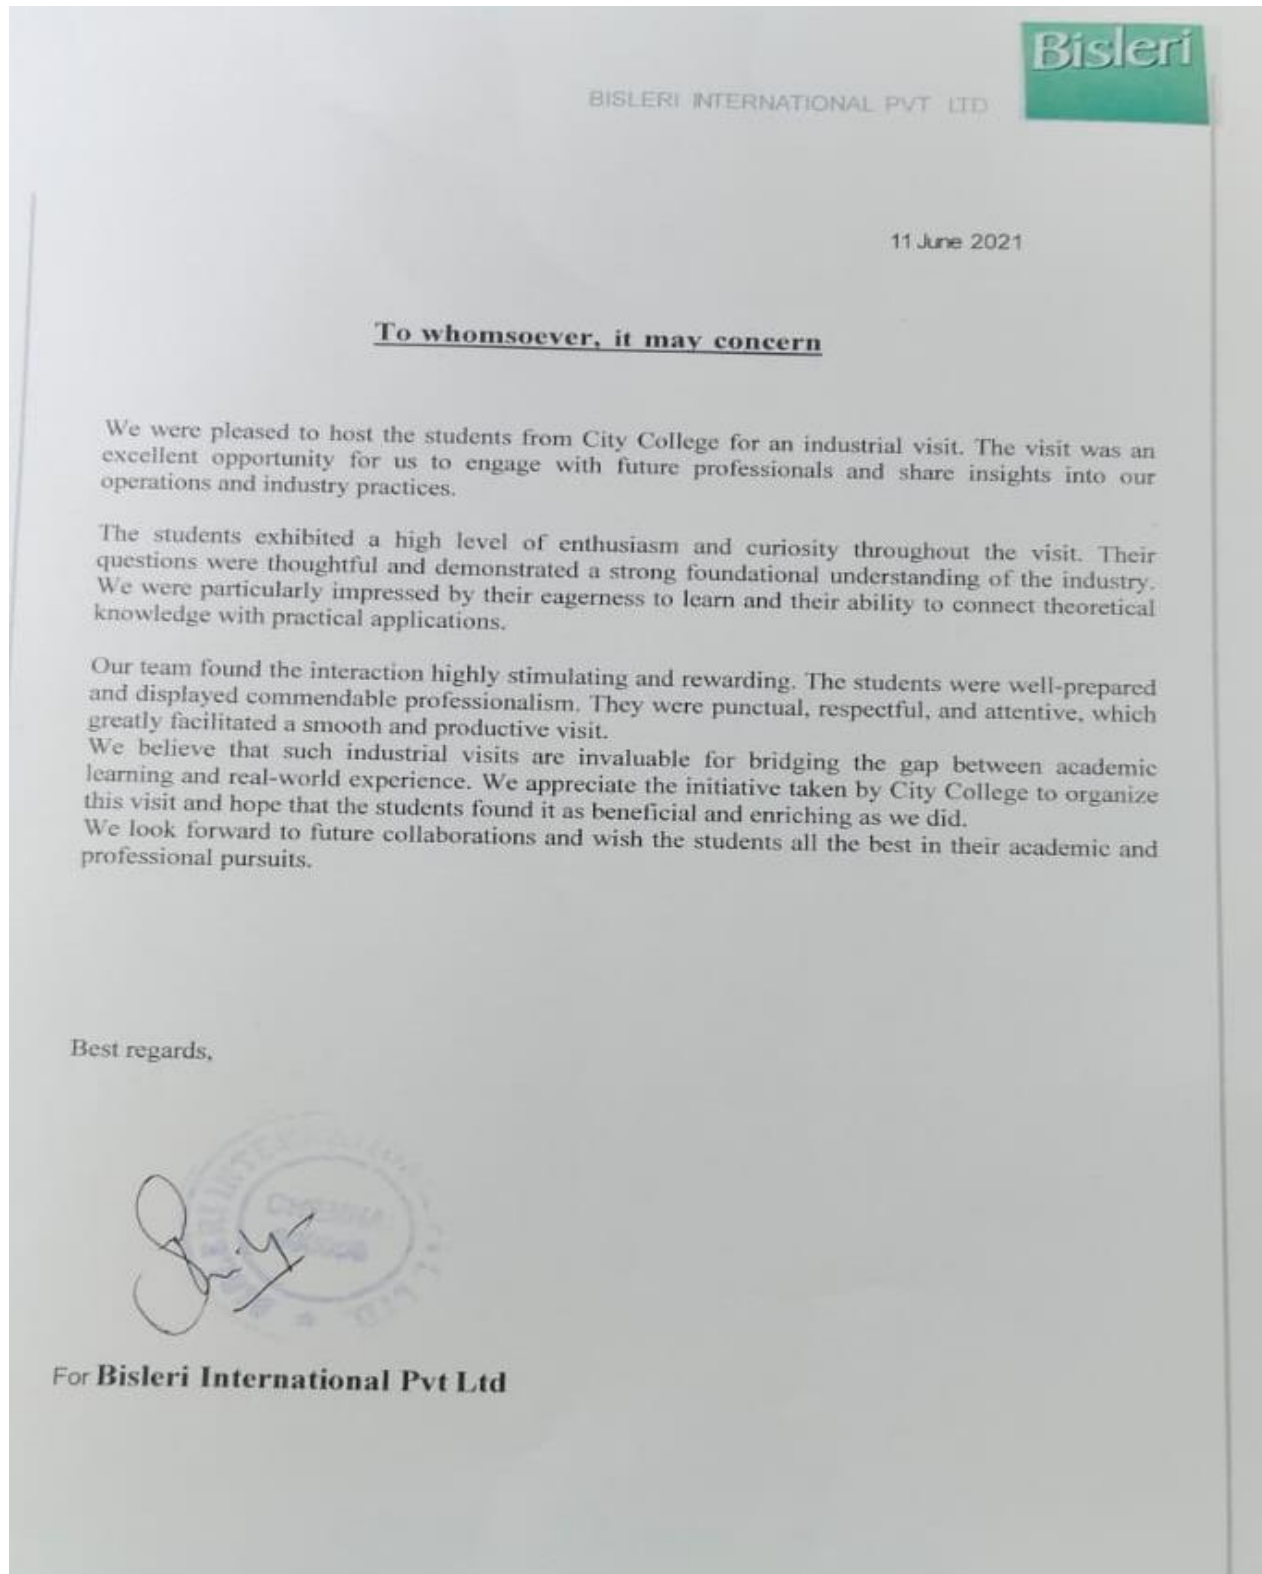 Bisleri
BISLERI INTERNATIONAL PVT LTD
11 June 2021
To whomsoever, it may concern
We were pleased to host the students from City College for an industrial visit. The visit was an
excellent opportunity for us to engage with future professionals and share insights into our
operations and industry practices.
The students exhibited a high level of enthusiasm and curiosity throughout the visit. Their
questions were thoughtful and demonstrated a strong foundational understanding of the industry.
We were particularly impressed by their eagerness to learn and their ability to connect theoretical
knowledge with practical applications.
Our team found the interaction highly stimulating and rewarding. The students were well-prepared
and displayed commendable professionalism. They were punctual, respectful, and attentive, which
greatly facilitated a smooth and productive visit.
We believe that such industrial visits are invaluable for bridging the gap between academic
learning and real-world experience. We appreciate the initiative taken by City College to organize
this visit and hope that the students found it as beneficial and enriching as we did.
We look forward to future collaborations and wish the students all the best in their academic and
professional pursuits.
Best regards,
For Bisleri International Pvt Ltd